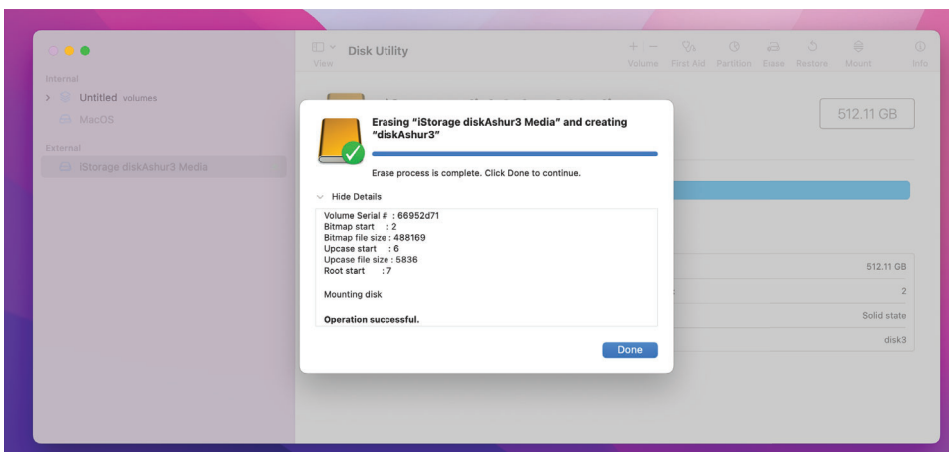 Disk Utility
View
Volume First Aid Partition Erase Restore Mount Info
Internal
Untitled volumes
MacOS
External
iStorage diskAshur3 Media
512.11 GB
Erasing "iStorage diskAshur3 Media" and creating
"diskAshur3"
Erase process is complete. Click Done to continue.
Hide Details
Volume Serial # : 66952d71
Bitmap start : 2
Bitmap file size : 488169
Upcase start : 6
Upcase file size : 5836
Root start : 7
Mounting disk
Operation successful.
Done
512.11 GB
2
Solid state
disk3